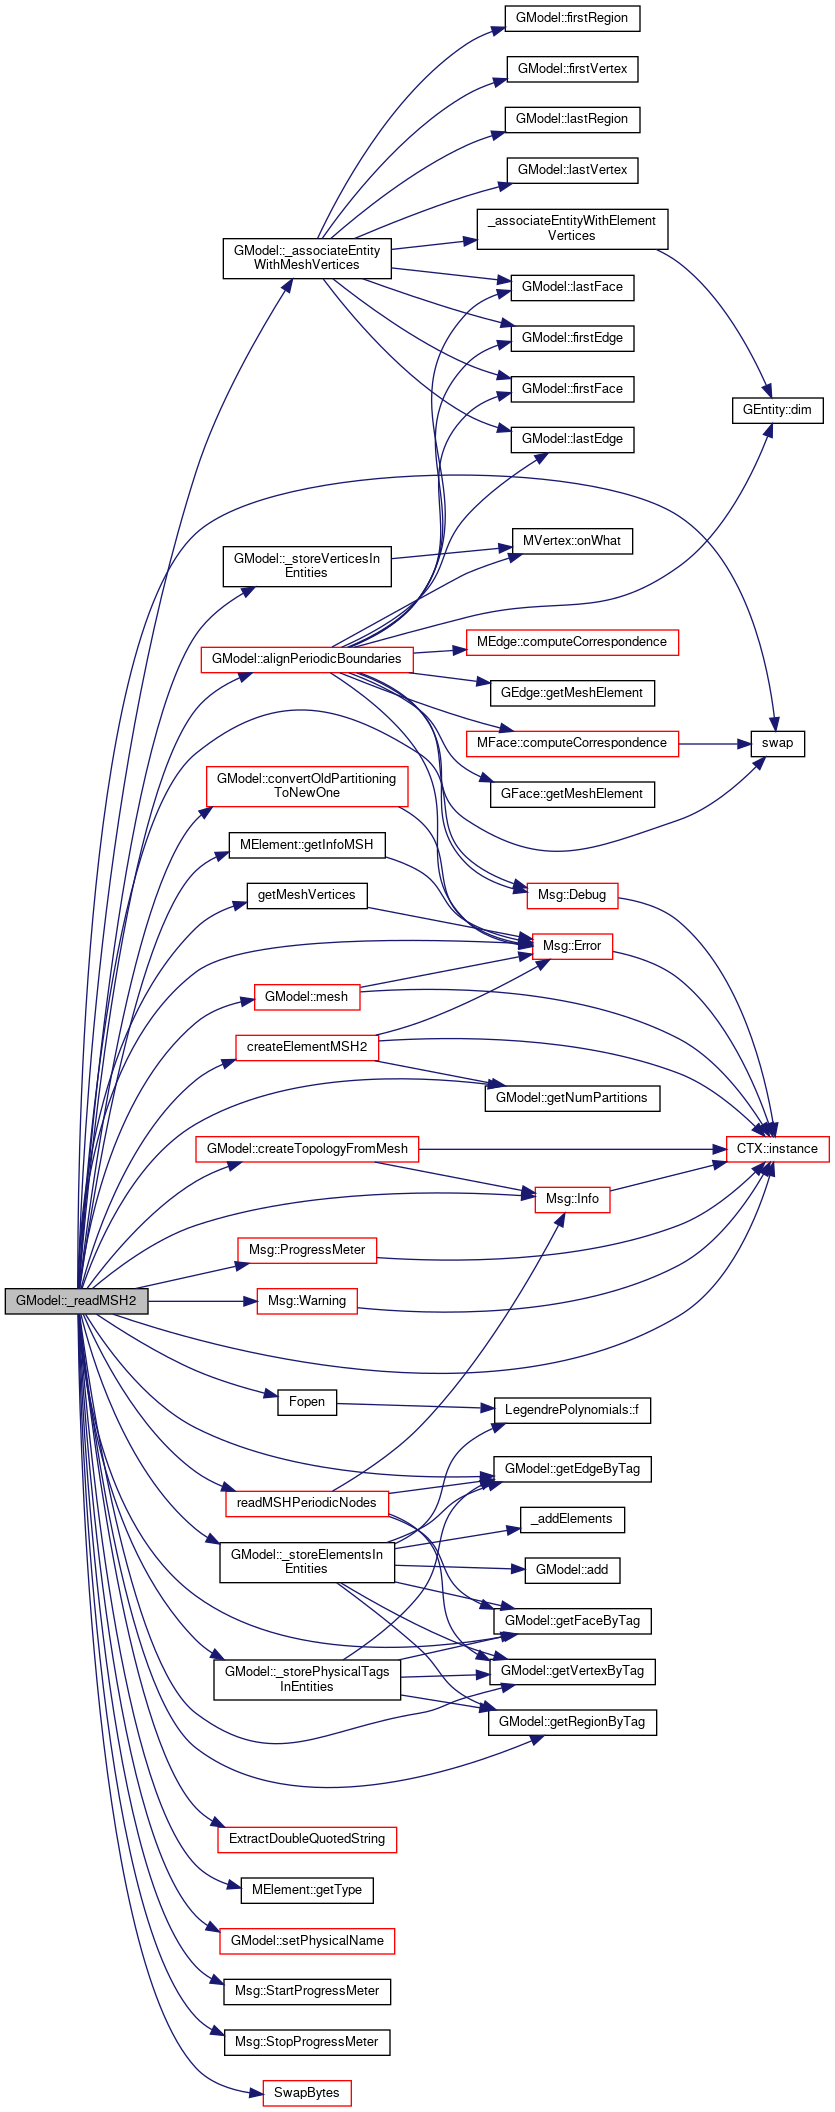 GModel::firstRegion
GModel::firstVertex
GModel::lastRegion
GModel::lastVertex
_associateEntityWithElement
Vertices
GModel::_associateEntity
WithMeshVertices
GModel::lastFace
GModel::firstEdge
GModel::firstFace
GEntity::dim
GModel::lastEdge
MVertex::onWhat
GModel::_storeVerticesIn
Entities
MEdge::computeCorrespondence
GModel::alignPeriodicBoundaries
GEdge::getMeshElement
MFace::computeCorrespondence
swap
GModel::convertOldPartitioning
ToNewOne
GFace::getMeshElement
MElement::getInfoMSH
getMeshVertices
Msg::Debug
Msg::Error
GModel::mesh
createElementMSH2
GModel::getNumPartitions
GModel::createTopologyFromMesh
CTX::instance
Msg::Info
Msg::ProgressMeter
GModel::_readMSH2
Msg::Warning
Fopen
LegendrePolynomials::f
GModel::getEdgeByTag
readMSHPeriodicNodes
_addElements
GModel::_storeElementsIn
Entities
GModel::add
GModel::getFaceByTag
GModel::_storePhysicalTags
InEntities
GModel::getVertexByTag
GModel::getRegionByTag
ExtractDoubleQuotedString
MElement::getType
GModel::setPhysicalName
Msg::StartProgressMeter
Msg::StopProgressMeter
SwapBytes